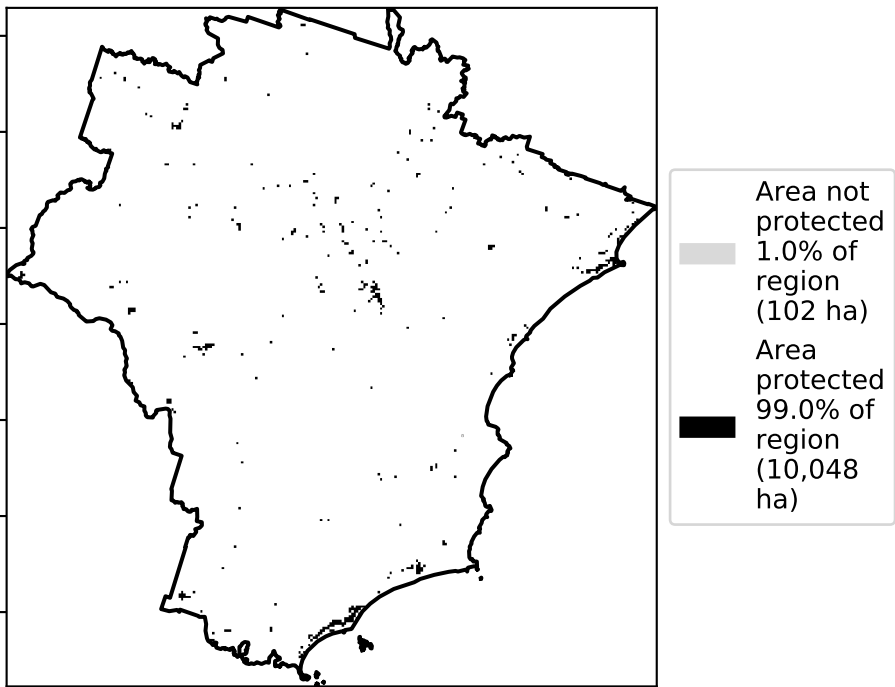 Area not
protected
1.0% of
region
(102 ha)
Area
protected
99.0% of
region
(10,048
ha)